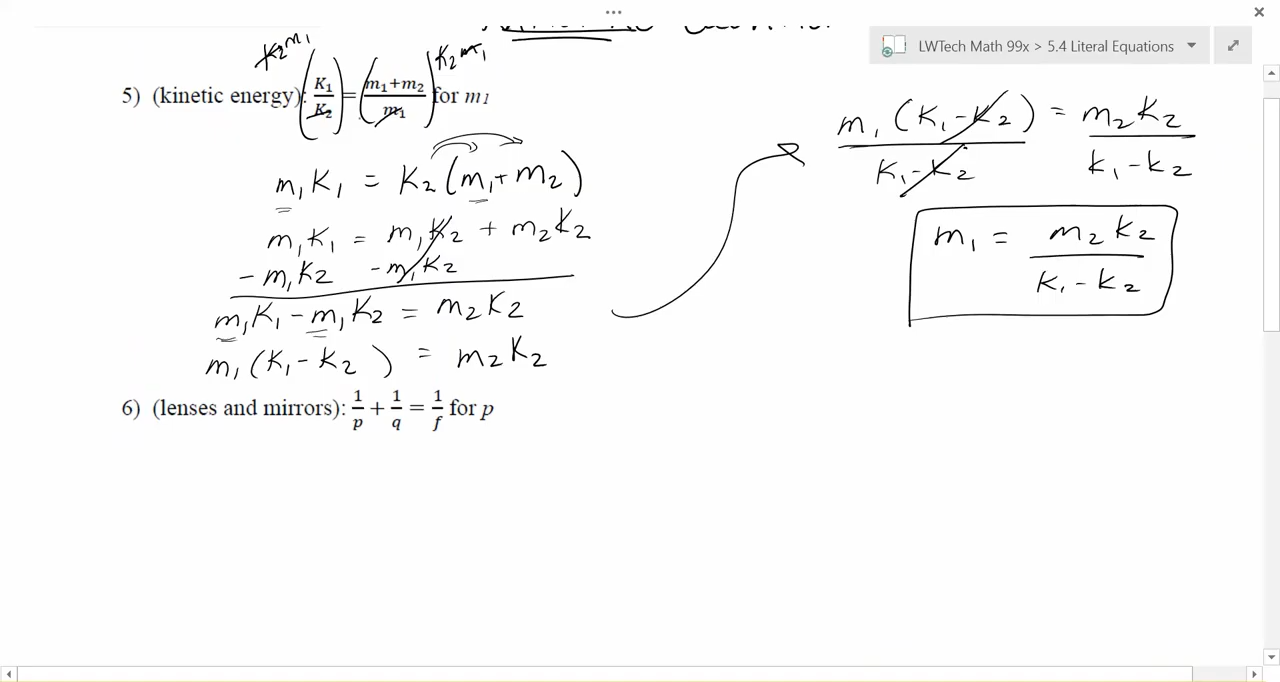 LWTech Math 99x > 5.4 Literal Equations
K₂m₁ K₂m₁
5) (kinetic energy): (K₁/K₂) = (m₁+m₂/m₁) for m₁
m₁K₁ = K₂(m₁+m₂)
m₁K₁ = m₁K₂ + m₂K₂
-m₁K₂ -m₁K₂
m₁K₁ - m₁K₂ = m₂K₂
m₁(K₁-K₂) = m₂K₂
m₁(K₁-K₂) = m₂K₂
K₁-K₂ K₁-K₂
m₁ = m₂K₂
K₁-K₂
6) (lenses and mirrors): 1/p + 1/q = 1/f for p